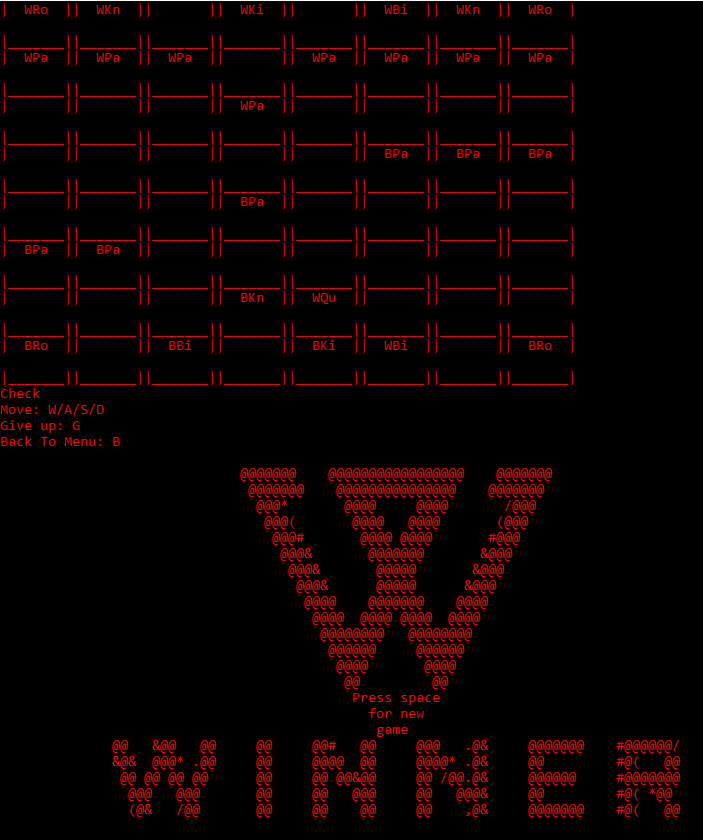 WRo WKn WKi WBi WKn WRo
WPa WPa WPa WPa WPa WPa WPa
WPa
BPa BPa BPa
BPa
BPa BPa
BKn WQu
BRo BBi BKi WBi BRo
Check
Move: W/A/S/D
Give up: G
Back To Menu: B
W
Press space
for new
game
WINNER